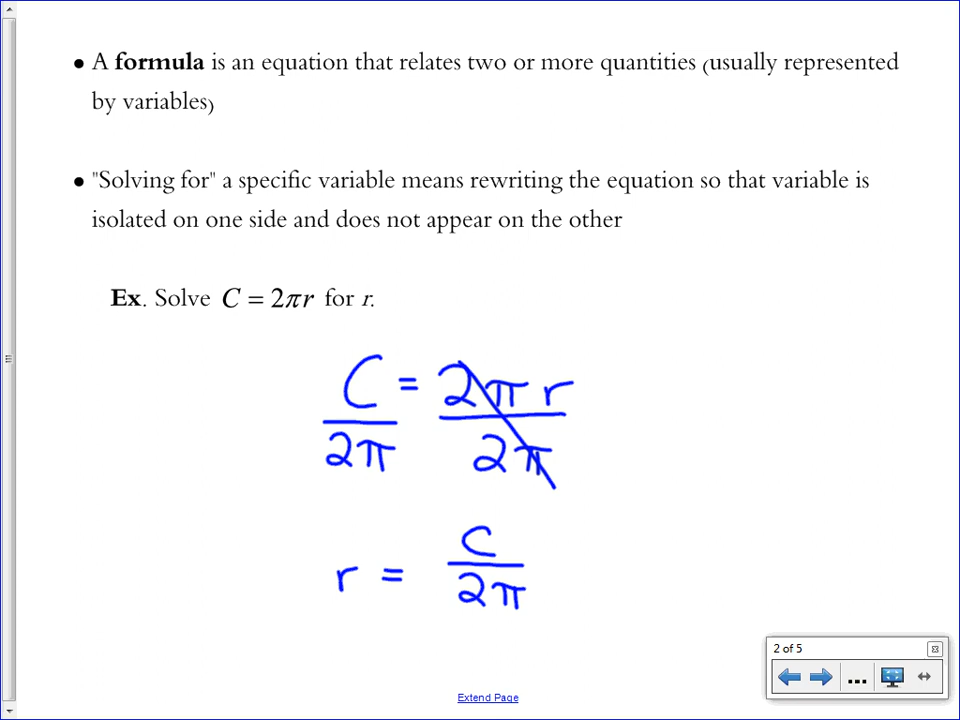 • A formula is an equation that relates two or more quantities (usually represented
by variables)
• "Solving for" a specific variable means rewriting the equation so that variable is
isolated on one side and does not appear on the other
Ex. Solve C = 2πr for r.
C/2π = 2πr/2π
r = C/2π
2 of 5
...
Extend Page